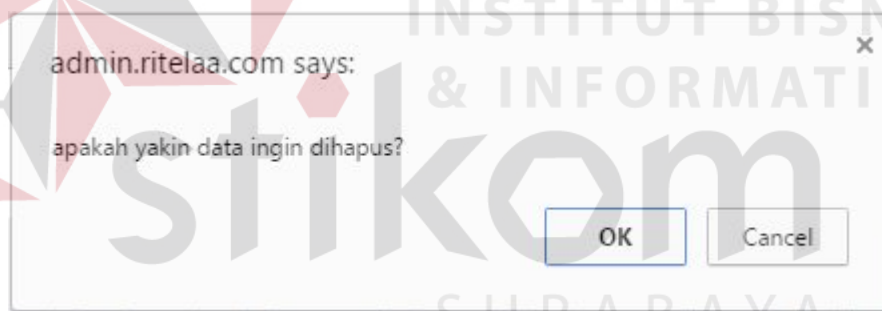 INSTITUT BISN
& INFORMATI
admin.ritelaa.com says:
apakah yakin data ingin dihapus?
stikom
OK
Cancel
SURABAYA